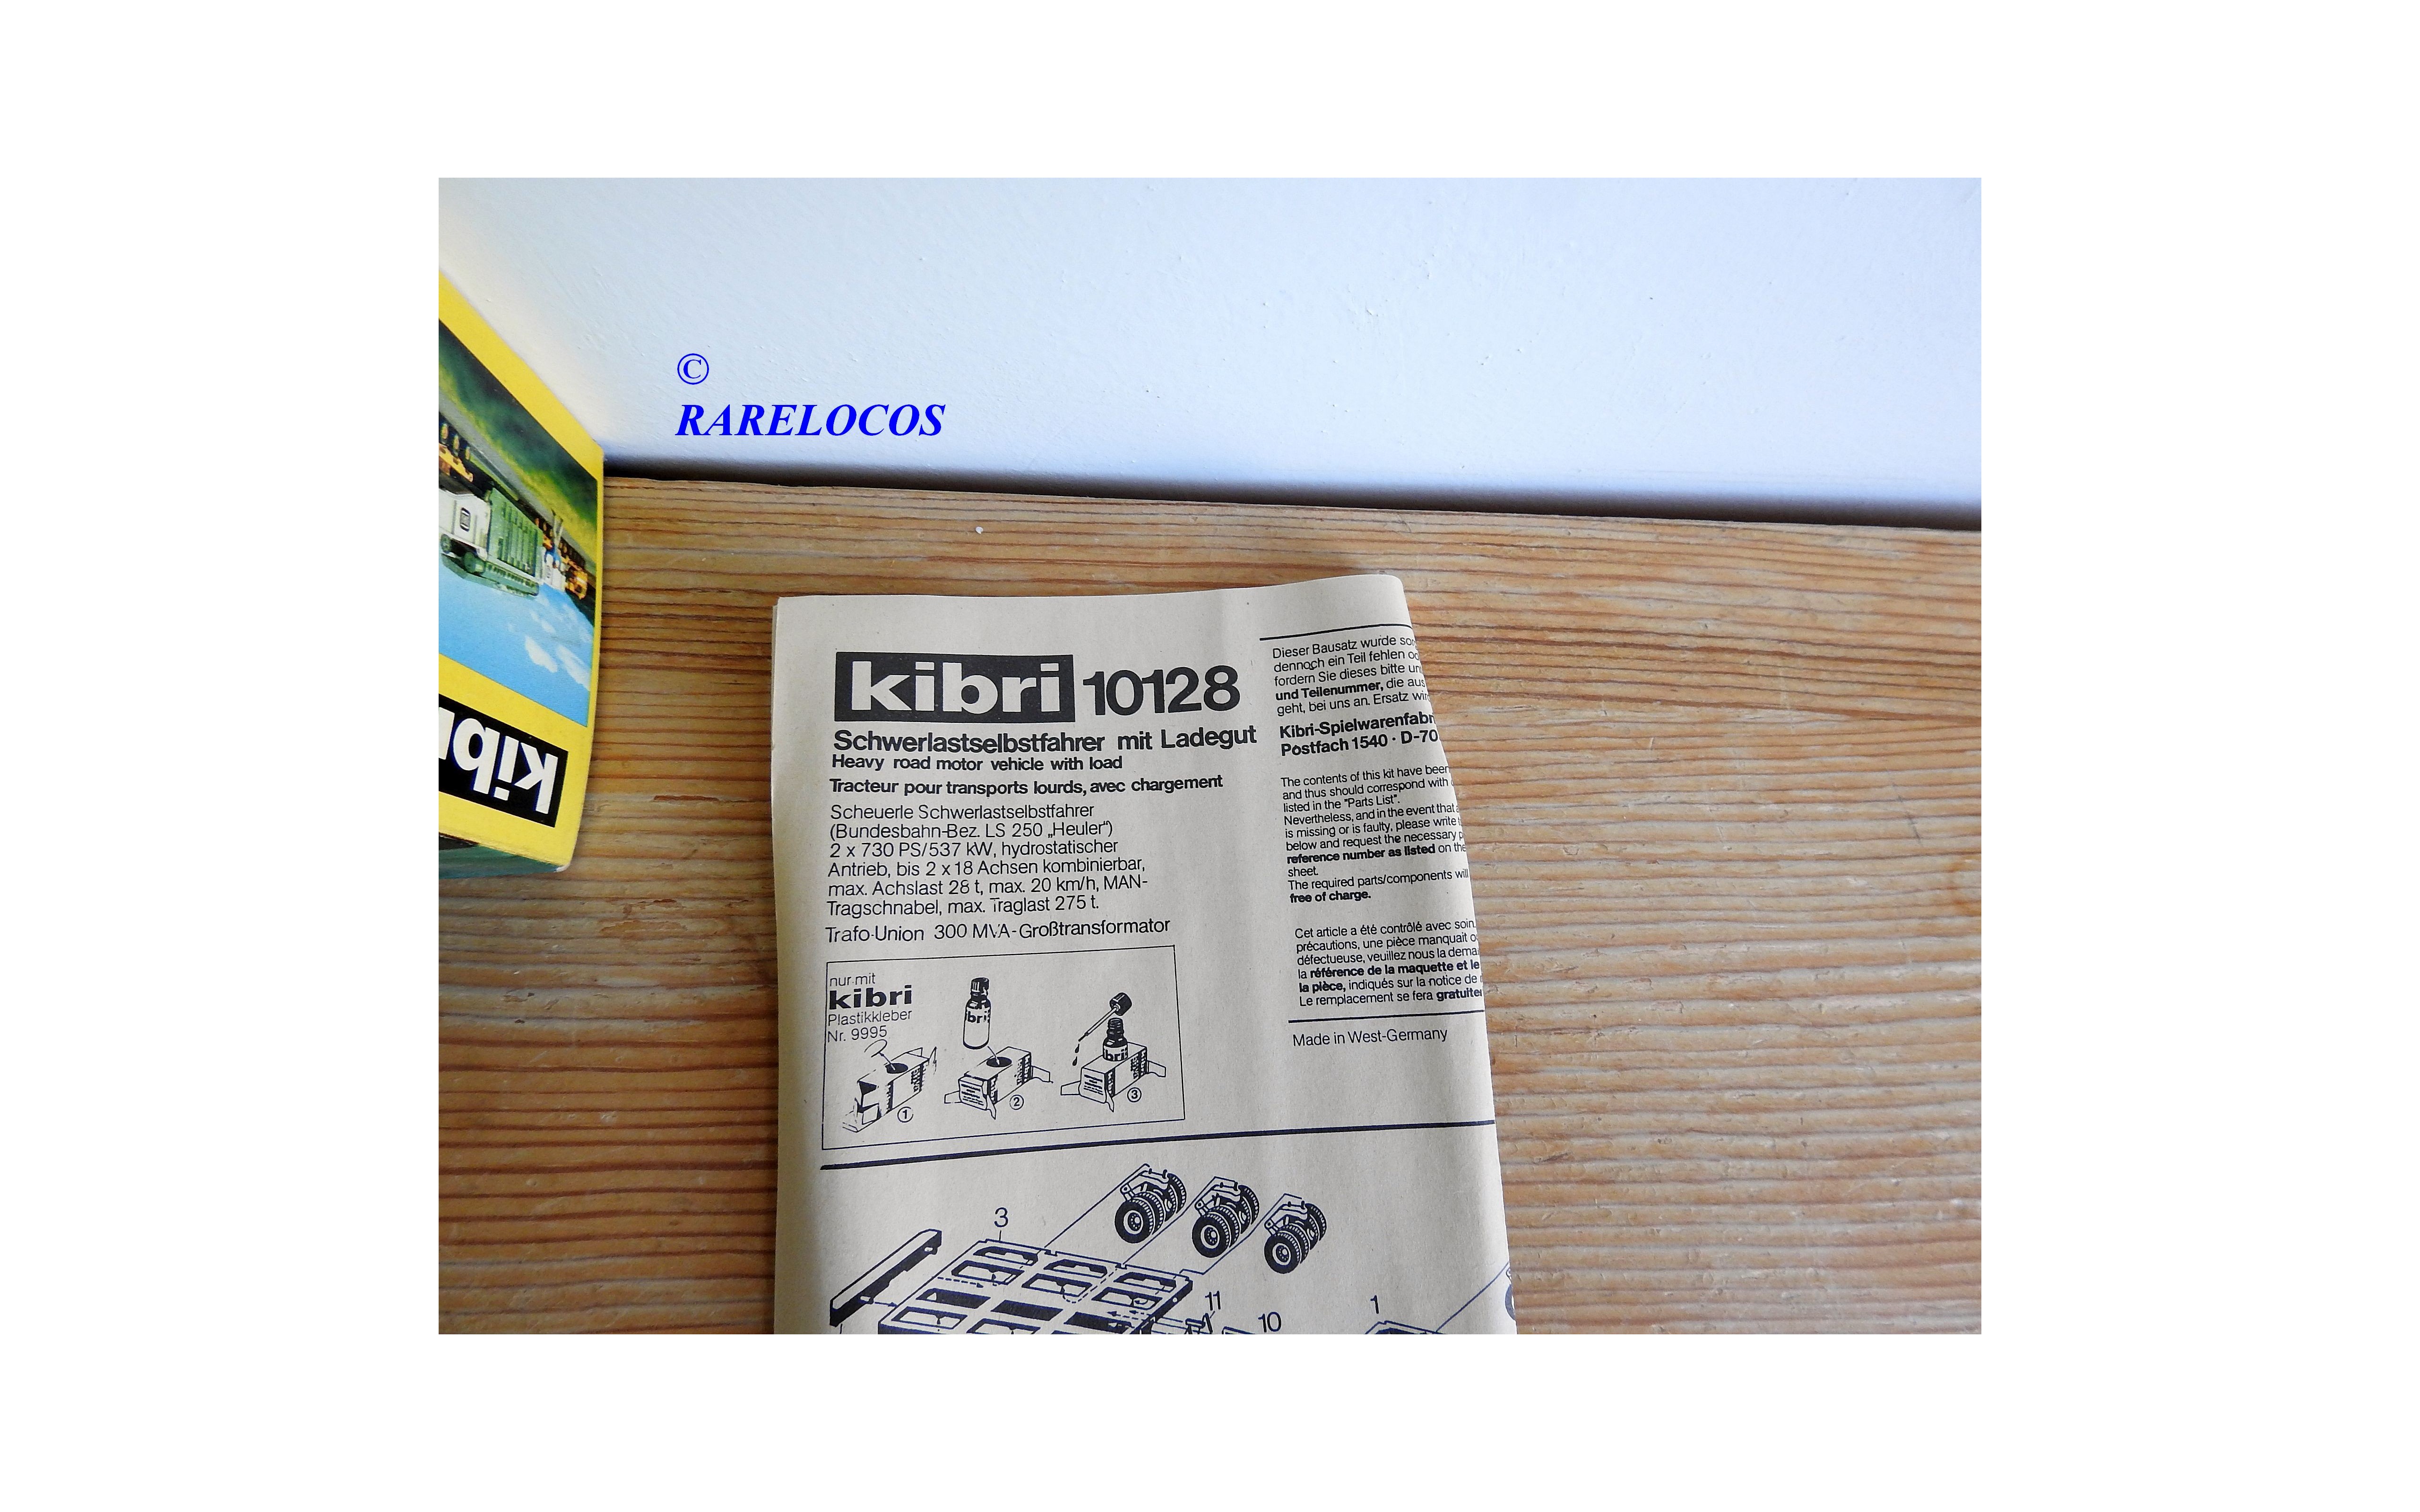 ©
RARELOCOS
kibri 10128
Schwerlastselbstfahrer mit Ladegut
Heavy road motor vehicle with load
Tracteur pour transports lourds, avec chargement
Scheuerle Schwerlastselbstfahrer
(Bundesbahn-Bez. LS 250 „Heuler“)
2 x 730 PS/537 kW, hydrostatischer
Antrieb, bis 2 x 18 Achsen kombinierbar,
max. Achslast 28 t, max. 20 km/h, MAN-
Tragschnabel, max. Traglast 275 t.
Trafo-Union 300 MVA-Großtransformator
nur mit
kibri
Plastikkleber
Nr. 9995
bri
bri
1
2
3
Dieser Bausatz wurde
dennoch ein Teil fehlen
fordern Sie dieses bitte
und Teilenummer, die aus
geht, bei uns an. Ersatz
Kibri-Spielwarenfab
Postfach 1540 · D-70
The contents of this kit have been
and thus should correspond with
listed in the "Parts List".
Nevertheless, and in the event that
is missing or is faulty, please write
below and request the necessary
reference number as listed on the
sheet.
The required parts/components will
free of charge.
Cet article a été contrôlé avec soin.
précautions, une pièce manquait
défectueuse, veuillez nous la
la référence de la maquette et le
la pièce, indiqués sur la notice de
Le remplacement se fera
Made in West-Germany
3
11
10
1
kib